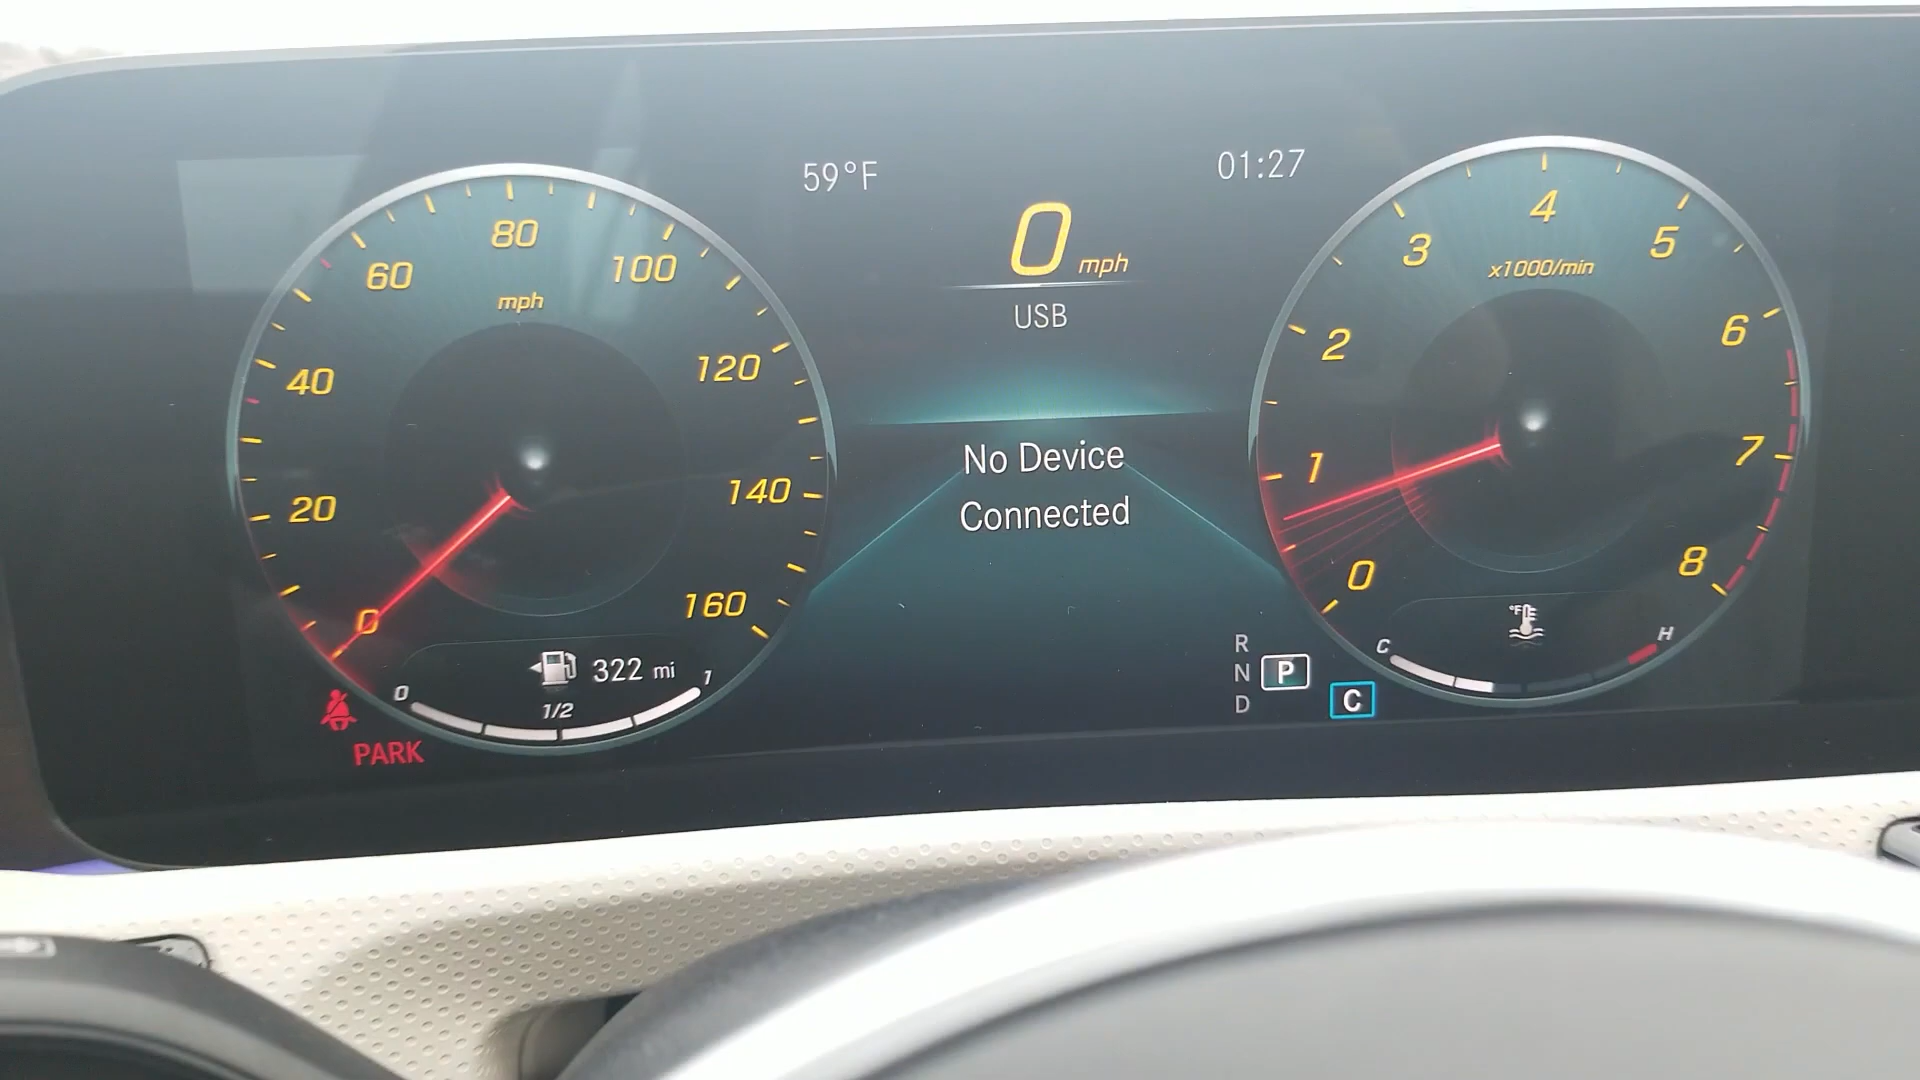 59°F
01:27
0 mph
USB
No Device
Connected
80
60
100
mph
40
120
20
140
0
160
322 mi
0
1/2
1
PARK
4
3
5
x1000/min
2
6
1
7
0
8
°F
C
H
R
N
P
D
C